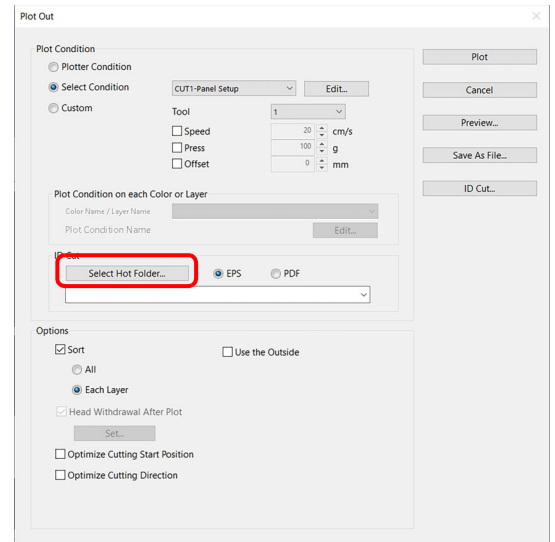 Plot Out
Plot Condition
Plotter Condition
Select Condition
CUT1-Panel Setup
Edit...
Custom
Tool
1
Speed
20
cm/s
Press
100
g
Offset
0
mm
Plot Condition on each Color or Layer
Color Name / Layer Name
Plot Condition Name
Edit...
ID Cut
Select Hot Folder...
EPS
PDF
Options
Sort
Use the Outside
All
Each Layer
Head Withdrawal After Plot
Set...
Optimize Cutting Start Position
Optimize Cutting Direction
Plot
Cancel
Preview...
Save As File...
ID Cut...